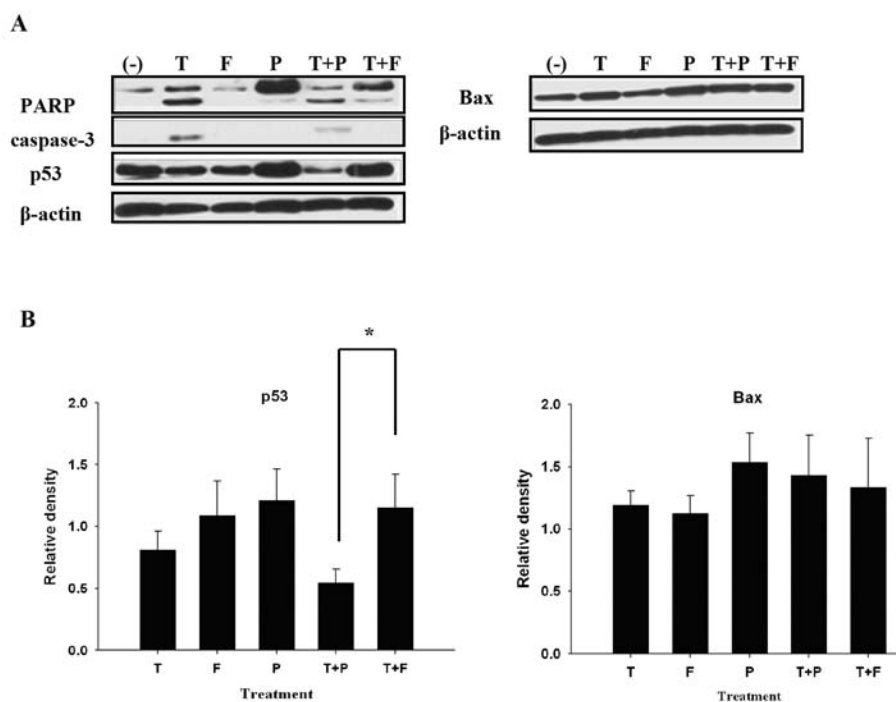 A
(-) T F P T+P T+F
PARP
caspase-3
p53
β-actin
(-) T F P T+P T+F
Bax
β-actin
B
*
p53
2.0
1.5
1.0
0.5
0.0
Relative density
T F P T+P T+F
Treatment
Bax
2.0
1.5
1.0
0.5
0.0
Relative density
T F P T+P T+F
Treatment